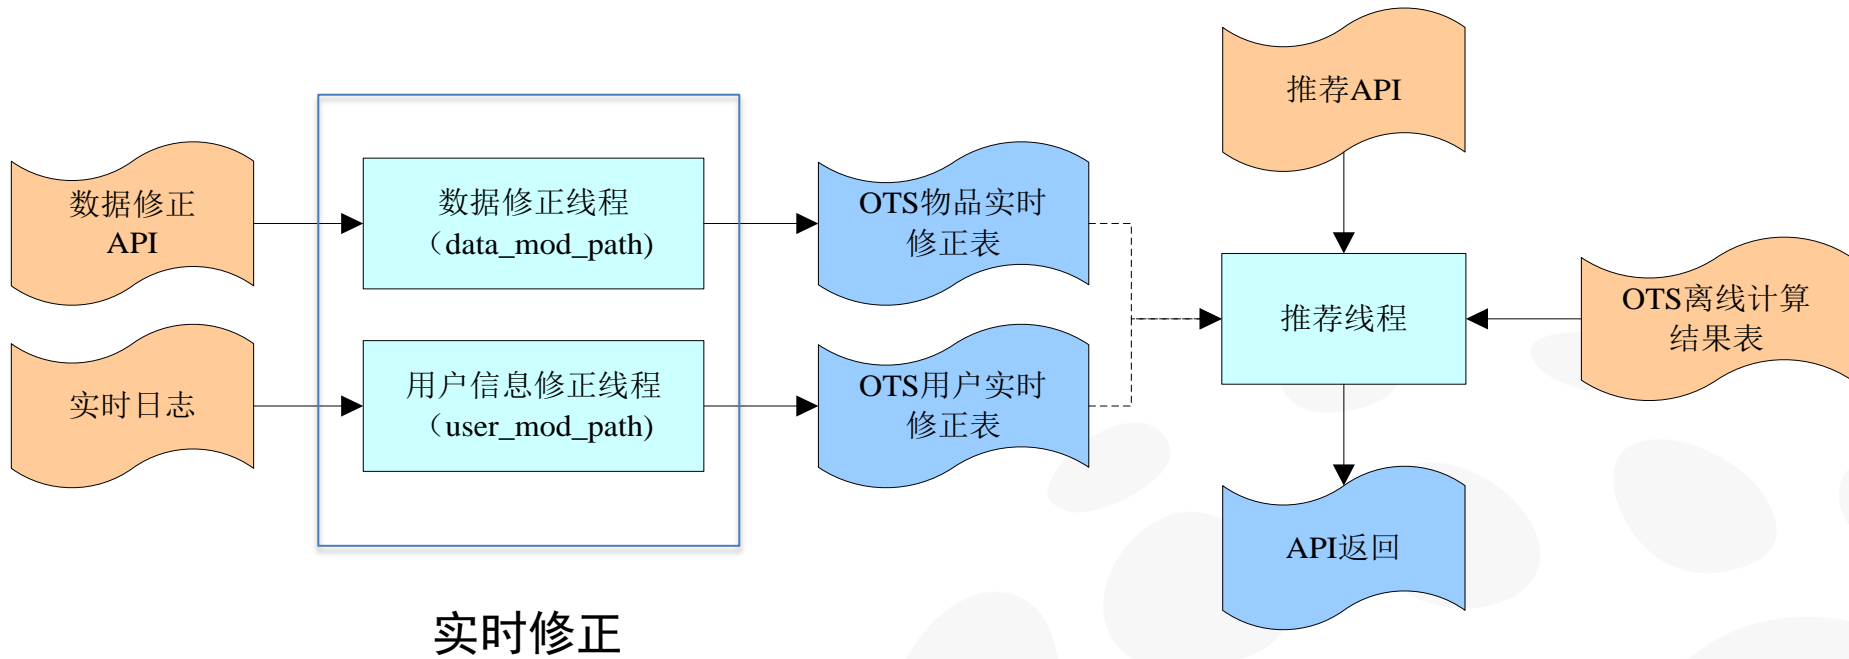 推荐API
数据修正
API
数据修正线程
（data_mod_path)
OTS物品实时
修正表
推荐线程
OTS离线计算
结果表
实时日志
用户信息修正线程
（user_mod_path)
OTS用户实时
修正表
API返回
实时修正